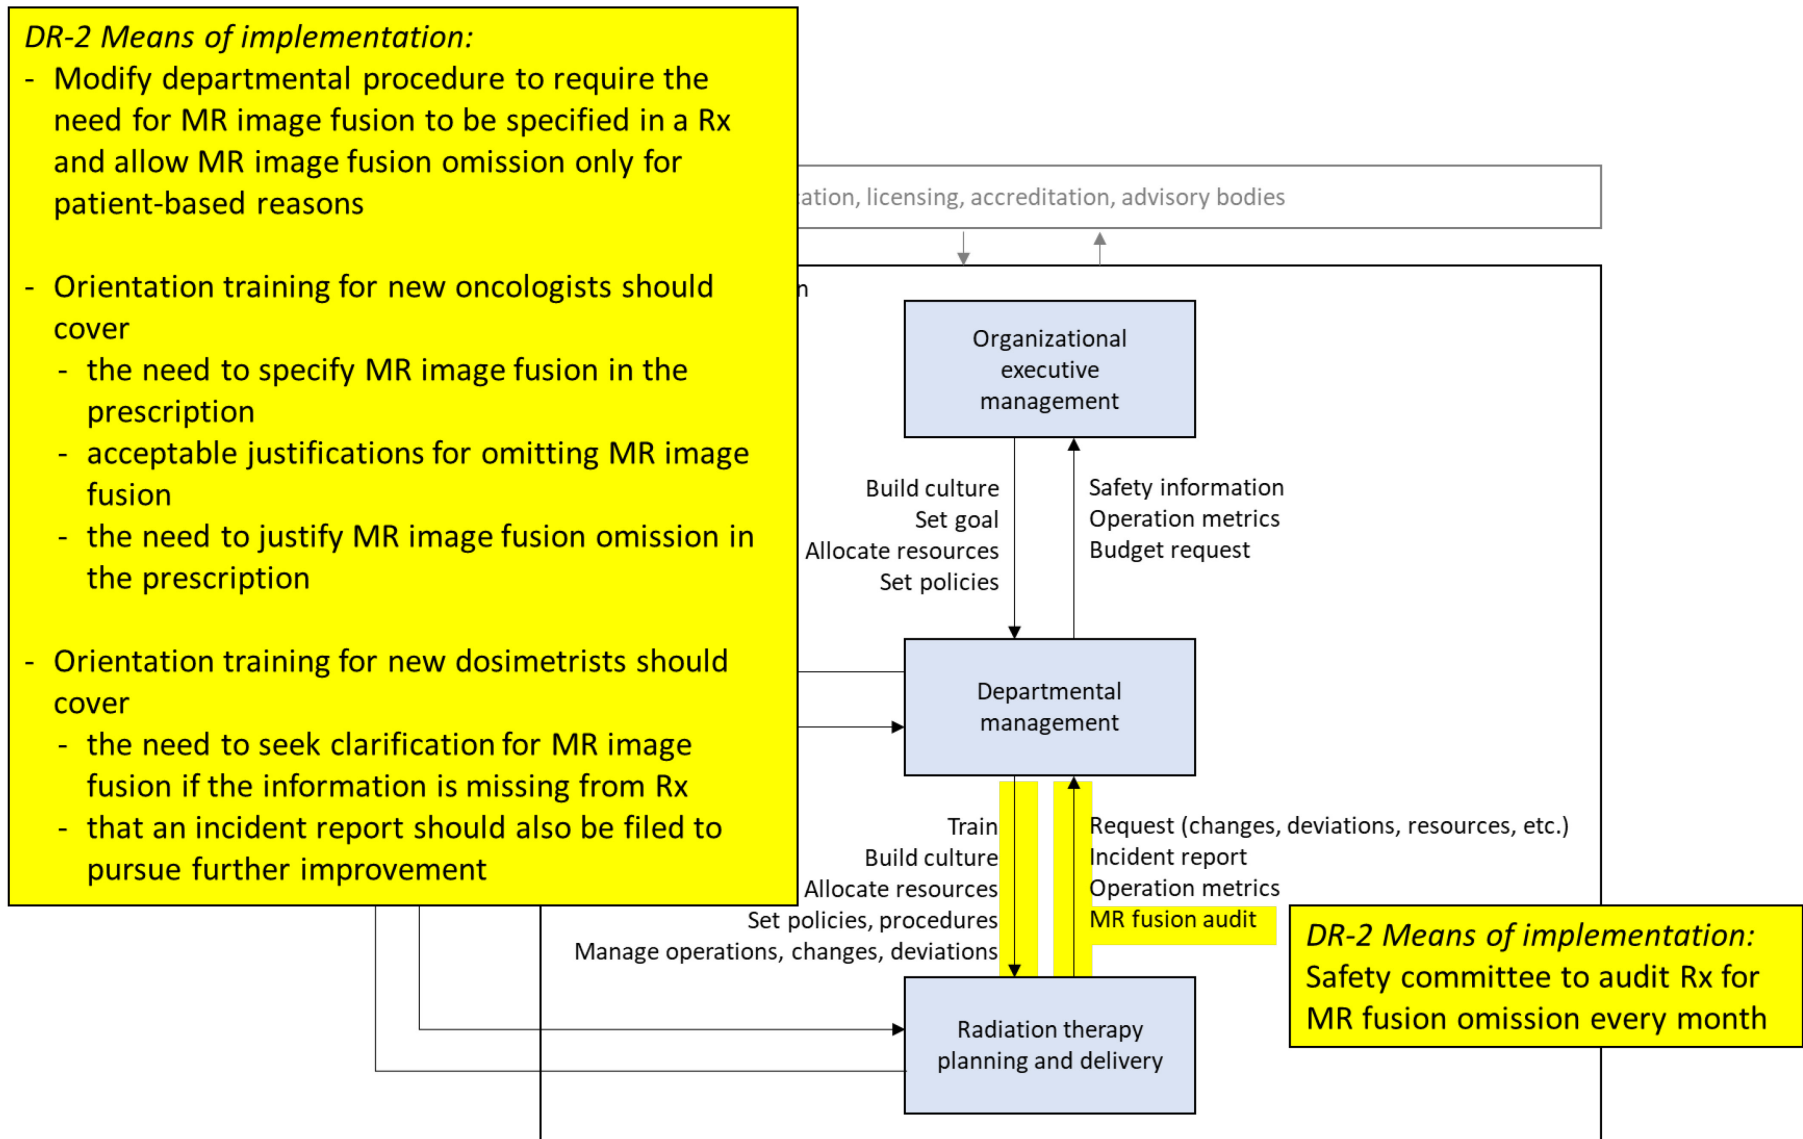 DR-2 Means of implementation:
- Modify departmental procedure to require the
need for MR image fusion to be specified in a Rx
and allow MR image fusion omission only for
patient-based reasons
- Orientation training for new oncologists should
cover
- the need to specify MR image fusion in the
prescription
- acceptable justifications for omitting MR image
fusion
- the need to justify MR image fusion omission in
the prescription
- Orientation training for new dosimetrists should
cover
- the need to seek clarification for MR image
fusion if the information is missing from Rx
- that an incident report should also be filed to
pursue further improvement
licensing, accreditation, advisory bodies
Organizational
executive
management
Build culture
Set goal
Allocate resources
Set policies
Safety information
Operation metrics
Budget request
Departmental
management
Train
Build culture
Allocate resources
Set policies, procedures
Manage operations, changes, deviations
Request (changes, deviations, resources, etc.)
Incident report
Operation metrics
MR fusion audit
Radiation therapy
planning and delivery
DR-2 Means of implementation:
Safety committee to audit Rx for
MR fusion omission every month